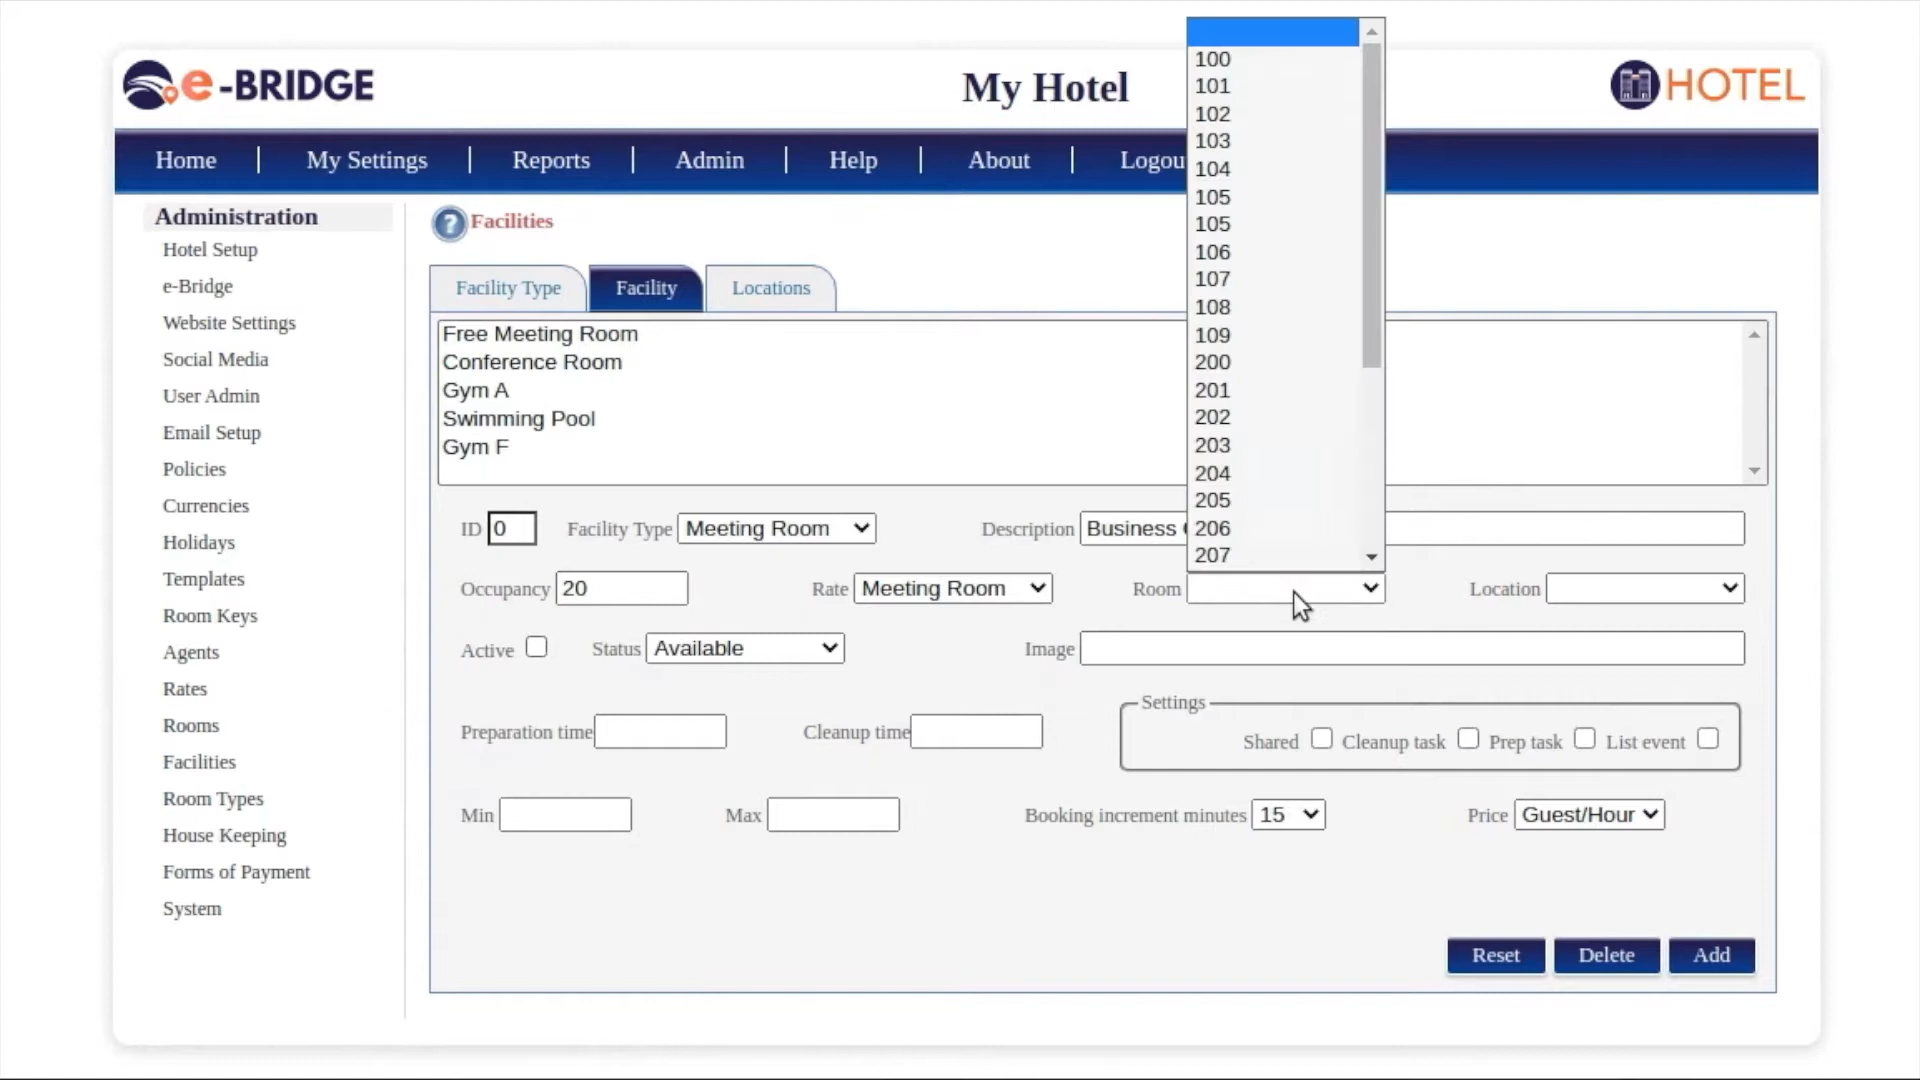 e-BRIDGE
My Hotel
HOTEL
Home
My Settings
Reports
Admin
Help
About
Logou
Administration
Hotel Setup
e-Bridge
Website Settings
Social Media
User Admin
Email Setup
Policies
Currencies
Holidays
Templates
Room Keys
Agents
Rates
Rooms
Facilities
Room Types
House Keeping
Forms of Payment
System
? Facilities
Facility Type
Facility
Locations
Free Meeting Room
Conference Room
Gym A
Swimming Pool
Gym F
100
101
102
103
104
105
105
106
107
108
109
200
201
202
203
204
205
206
207
ID 0 Facility Type Meeting Room Description Business
Occupancy 20 Rate Meeting Room Room Location
Active Status Available Image
Preparation time Cleanup time
Settings
Shared Cleanup task Prep task List event
Min Max Booking increment minutes 15 Price Guest/Hour
Reset Delete Add